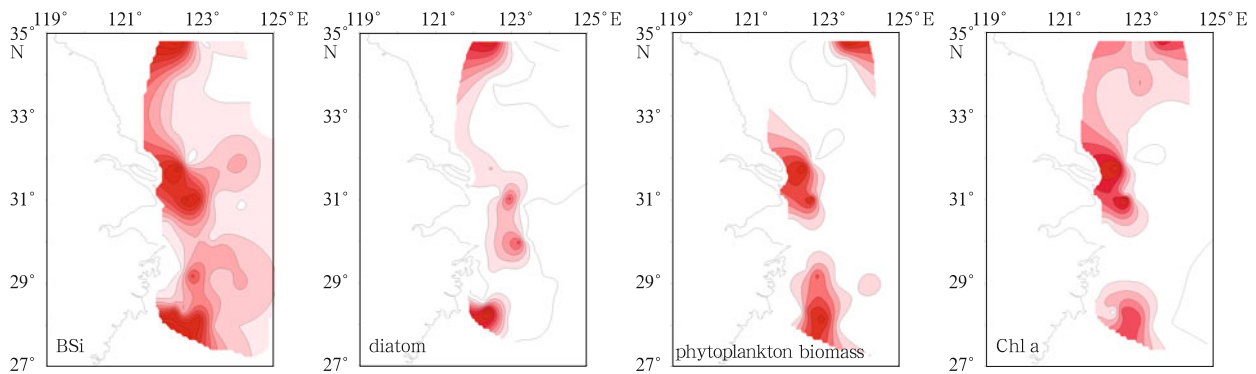 119° 121° 123° 125°E 119° 121° 123° 125°E 119° 121° 123° 125°E 119° 121° 123° 125°E
35° 35° 35° 35°
N N N N
33° 33° 33° 33°
31° 31° 31° 31°
29° 29° 29° 29°
BSi diatom phytoplankton biomass Chl a
27° 27° 27° 27°